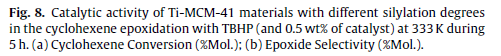 Fig. 8. Catalytic activity of Ti-MCM-41 materials with different silylation degrees
in the cyclohexene epoxidation with TBHP (and 0.5 wt% of catalyst) at 333 K during
5 h. (a) Cyclohexene Conversion (%Mol.); (b) Epoxide Selectivity (%Mol.).